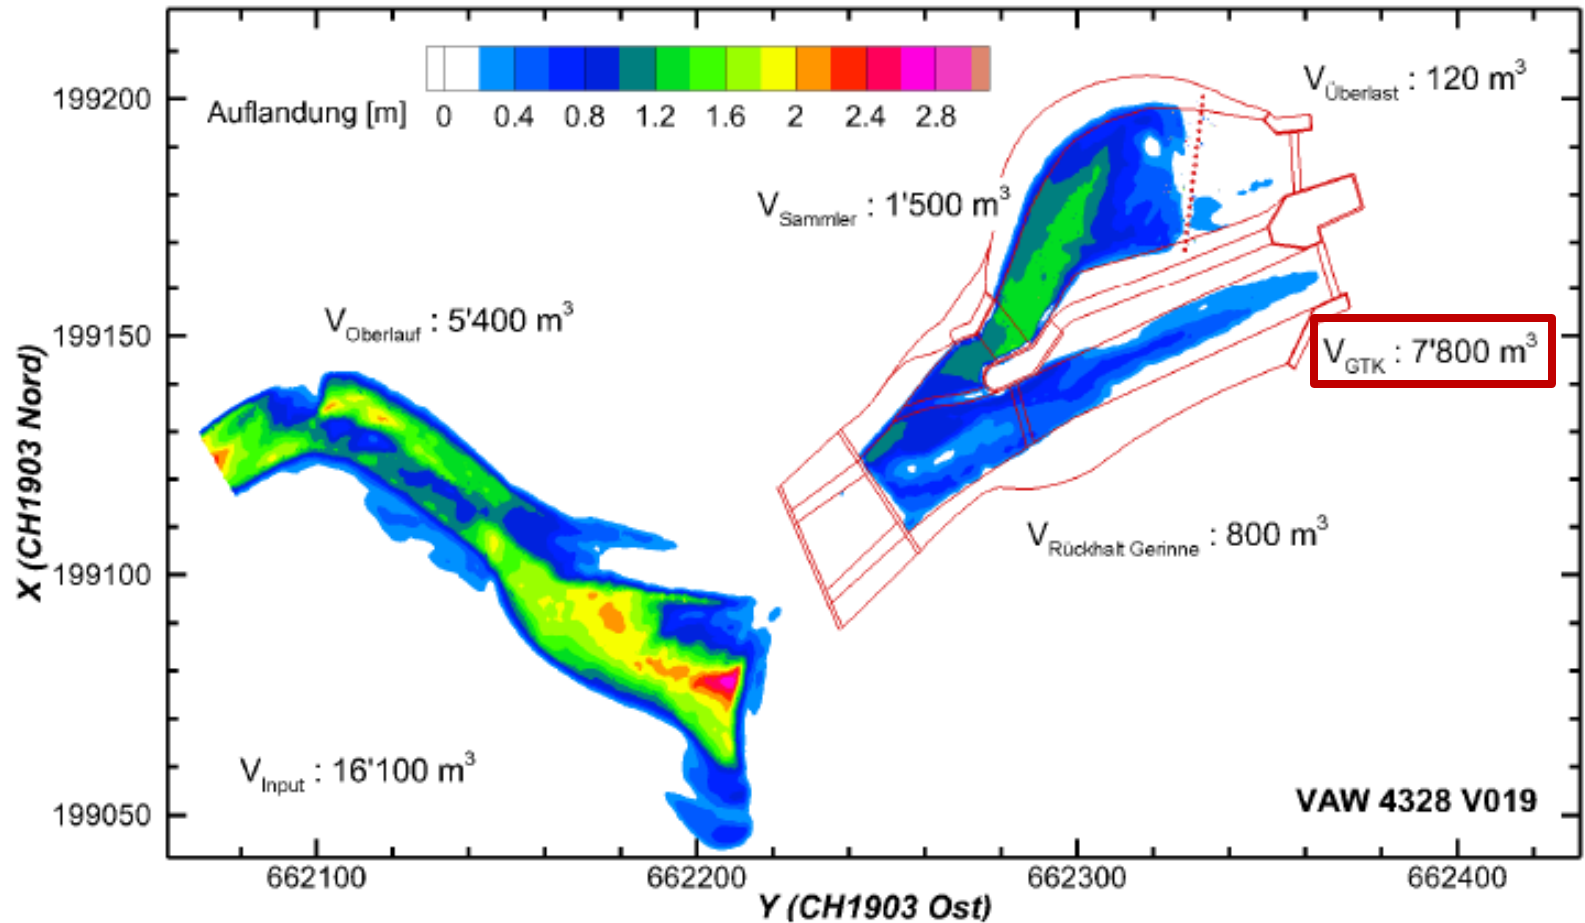 199200
199150
199100
199050
X (CH1903 Nord)
Auflandung [m]
0 0.4 0.8 1.2 1.6 2 2.4 2.8
VÜberlast : 120 m³
VSammler : 1'500 m³
VOberlauf : 5'400 m³
VGTK : 7'800 m³
VRückhalt Gerinne : 800 m³
VInput : 16'100 m³
VAW 4328 V019
662100 662200 662300 662400
Y (CH1903 Ost)